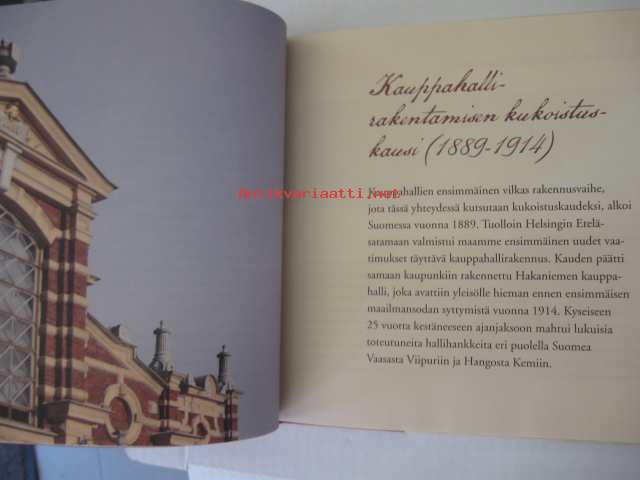 Kauppahalli-
rakentamisen kukoistus-
kausi (1889-1914)
Antikvariaatti.net
Kauppahallien ensimmäinen vilkas rakennusvaihe,
jota tässä yhteydessä kutsutaan kukoistuskaudeksi, alkoi
Suomessa vuonna 1889. Tuolloin Helsingin Etelä-
satamaan valmistui maamme ensimmäinen uudet vaa-
timukset täyttävä kauppahallirakennus. Kauden päätti
samaan kaupunkiin rakennettu Hakaniemen kauppa-
halli, joka avattiin yleisölle hieman ennen ensimmäisen
maailmansodan syttymistä vuonna 1914. Kyseiseen
25 vuotta kestäneeseen ajanjaksoon mahtui lukuisia
toteutuneita hallihankkeita eri puolella Suomea
Vaasasta Viipuriin ja Hangosta Kemiin.